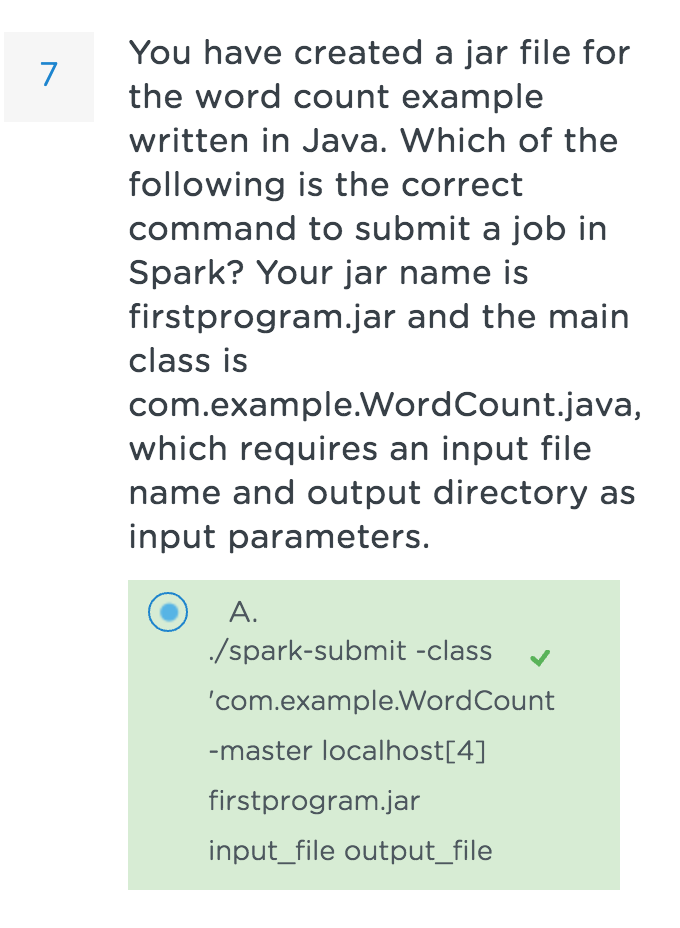 7
You have created a jar file for
the word count example
written in Java. Which of the
following is the correct
command to submit a job in
Spark? Your jar name is
firstprogram.jar and the main
class is
com.example.WordCount.java,
which requires an input file
name and output directory as
input parameters.
A.
./spark-submit -class
'com.example.WordCount
-master localhost[4]
firstprogram.jar
input_file output_file